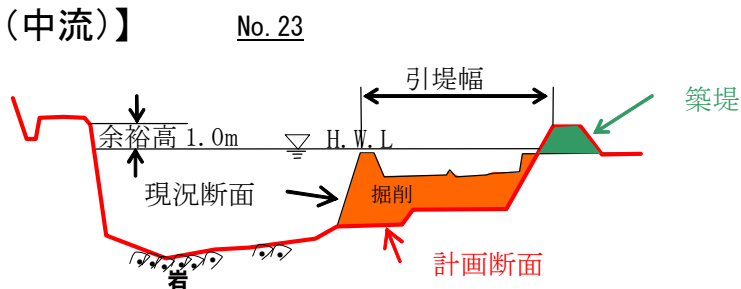 (中流)】 No.23
引堤幅
築堤
余裕高1.0m H.W.L
現況断面
掘削
計画断面
岩